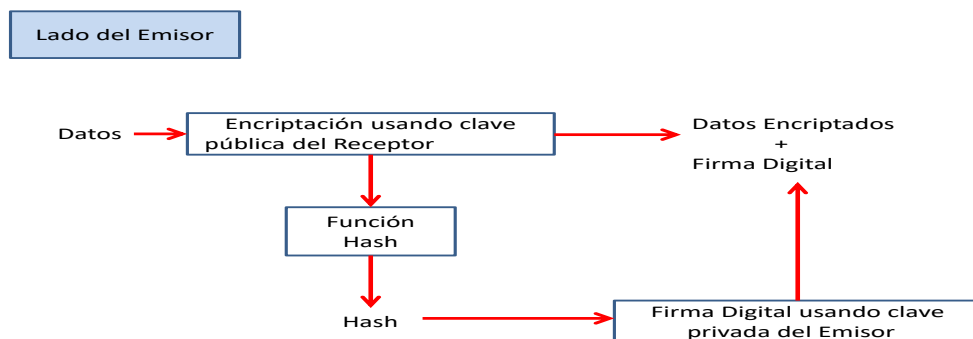 Lado del Emisor
Datos
Encriptación usando clave
pública del Receptor
Datos Encriptados
+
Firma Digital
Función
Hash
Hash
Firma Digital usando clave
privada del Emisor